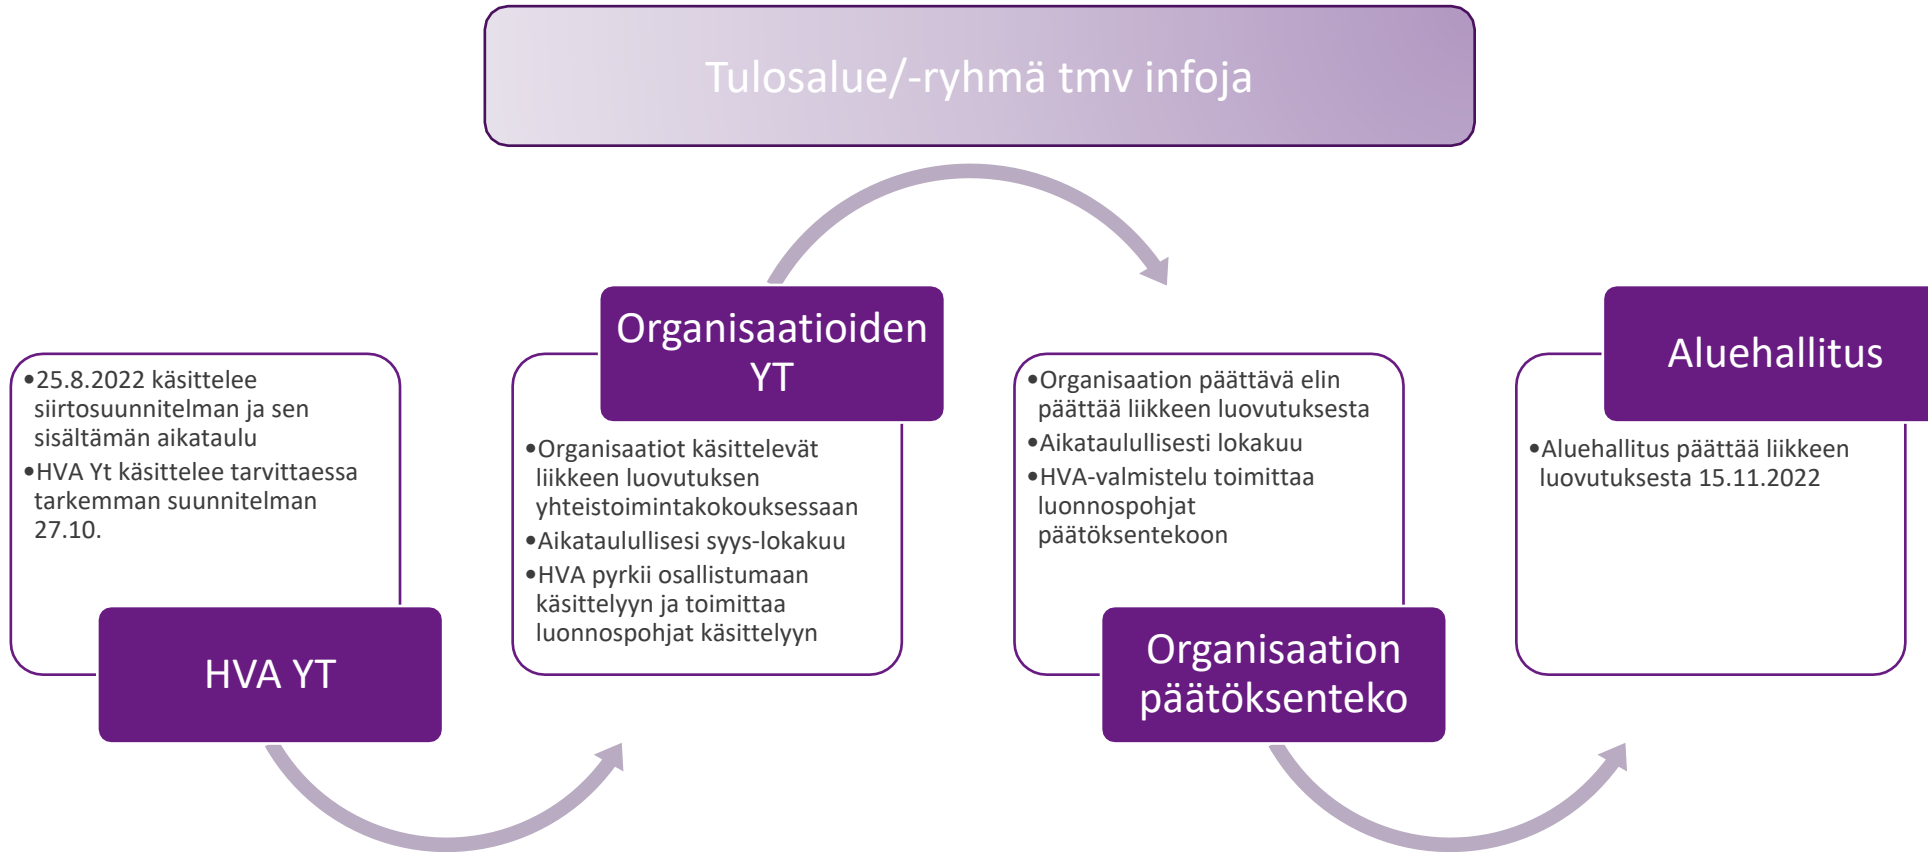 Tulosalue/-ryhmä tmv infoja
•25.8.2022 käsittelee
siirtosuunnitelman ja sen
sisältämän aikataulu
•HVA Yt käsittelee tarvittaessa
tarkemman suunnitelman
27.10.
HVA YT
Organisaatioiden
YT
•Organisaatiot käsittelevät
liikkeen luovutuksen
yhteistoimintakokouksessaan
•Aikataulullisesi syys-lokakuu
•HVA pyrkii osallistumaan
käsittelyyn ja toimittaa
luonnospohjat käsittelyyn
•Organisaation päättävä elin
päättää liikkeen luovutuksesta
•Aikataulullisesti lokakuu
•HVA-valmistelu toimittaa
luonnospohjat
päätöksentekoon
Organisaation
päätöksenteko
Aluehallitus
•Aluehallitus päättää liikkeen
luovutuksesta 15.11.2022